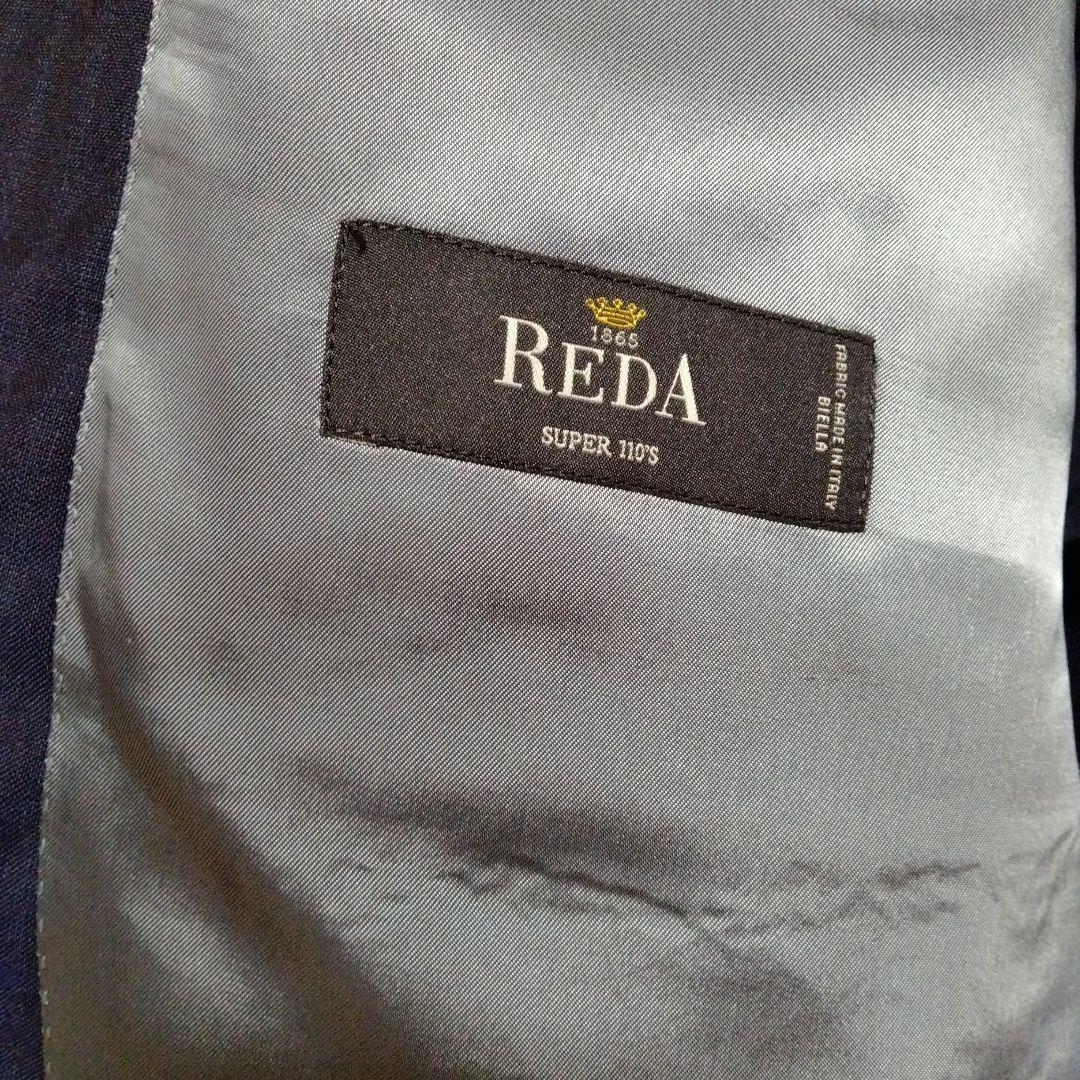 1865
REDA
SUPER 110'S
FABRIC MADE IN ITALY
BIELLA